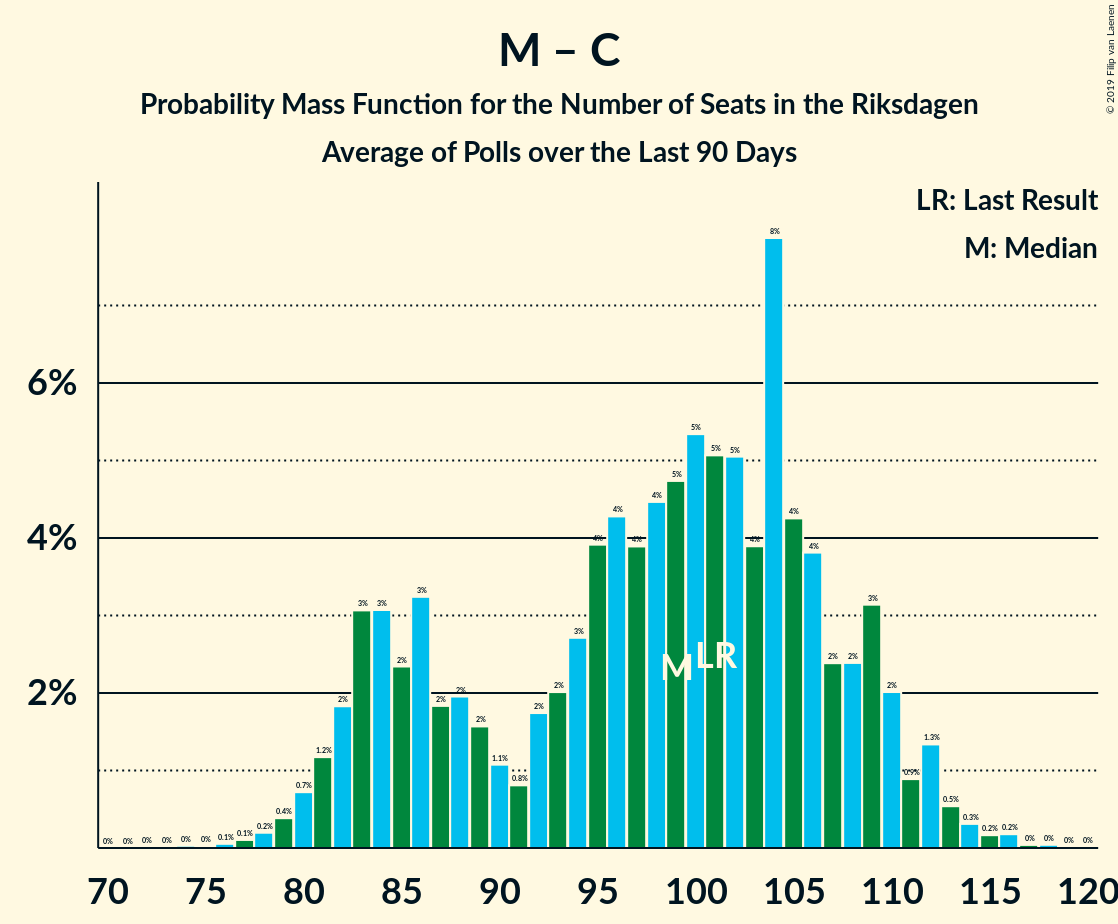 M – C
Probability Mass Function for the Number of Seats in the Riksdagen
Average of Polls over the Last 90 Days
© 2019 Filip van Laenen
LR: Last Result
M: Median
6%
4%
2%
0% 0% 0% 0% 0% 0% 0.1% 0.1% 0.2% 0.4% 0.7% 1.2% 2% 3% 3% 2% 3% 2% 2% 2% 1.1% 0.8% 2% 2% 3% 4% 4% 4% 4% 5% 5% 5% 5% 4% 8% 4% 4% 2% 2% 3% 2% 0.9% 1.3% 0.5% 0.3% 0.2% 0.2% 0% 0% 0% 0%
M LR
70 75 80 85 90 95 100 105 110 115 120